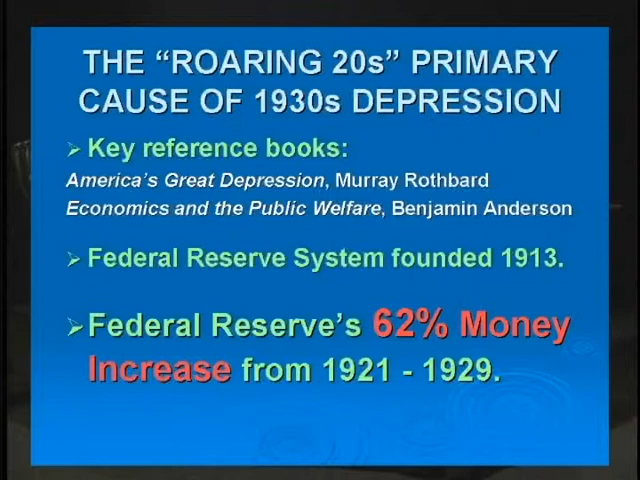 THE “ROARING 20s” PRIMARY
CAUSE OF 1930s DEPRESSION
➢ Key reference books:
America’s Great Depression, Murray Rothbard
Economics and the Public Welfare, Benjamin Anderson
➢ Federal Reserve System founded 1913.
➢ Federal Reserve’s 62% Money
Increase from 1921 - 1929.